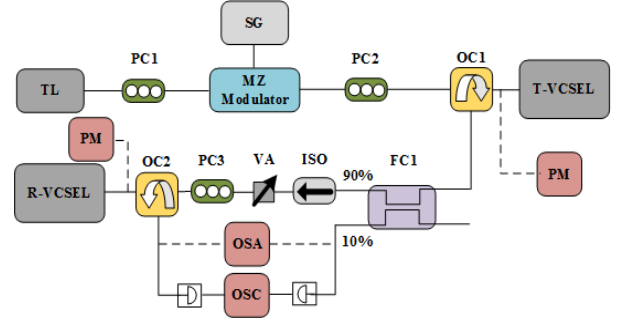 SG
PC1
PC2
OC1
TL
MZ
Modulator
T-VCSEL
PM
OC2
PC3
VA
ISO
90%
FC1
R-VCSEL
PM
OSA
10%
OSC